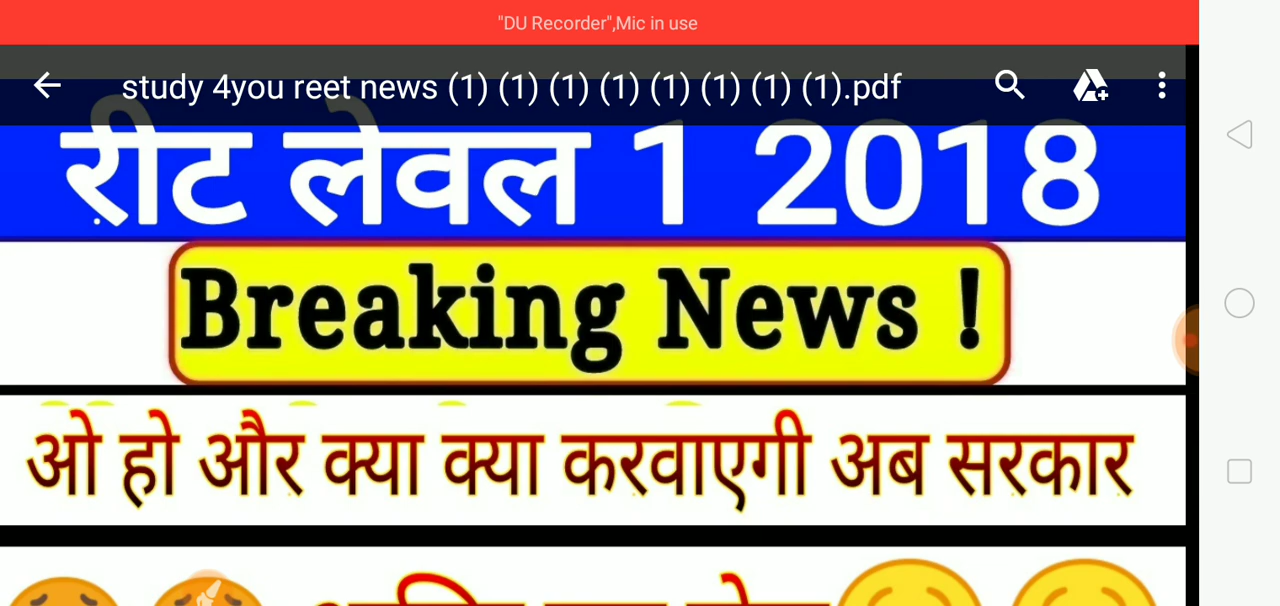 "DU Recorder",Mic in use
study 4you reet news (1) (1) (1) (1) (1) (1) (1) (1).pdf
रीट लेवल 1 2018
Breaking News !
ओ हो और क्या क्या करवाएगी अब सरकार